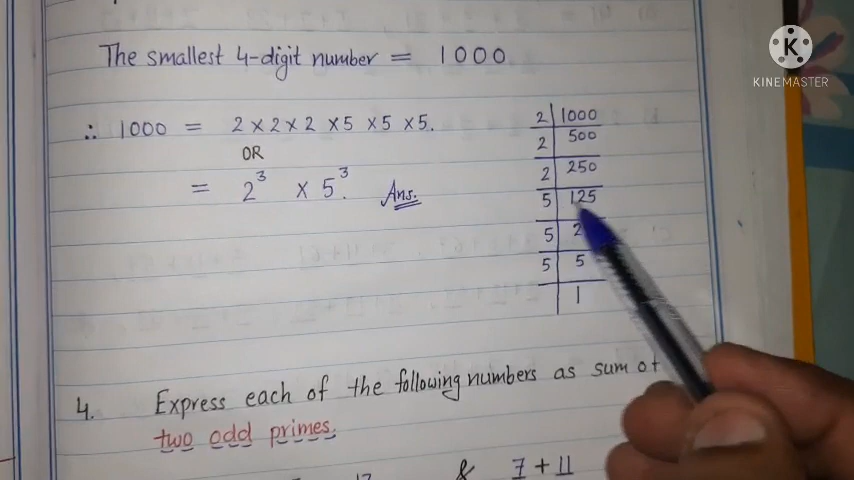 The smallest 4-digit number = 1000
∴ 1000 = 2 × 2 × 2 × 5 × 5 × 5.
OR
= 2³ × 5³. Ans.
2 | 1000
2 | 500
2 | 250
5 | 125
5 | 2
5 | 5
1
4. Express each of the following numbers as sum of
two odd primes.
& 7 + 11
K
KINEMASTER